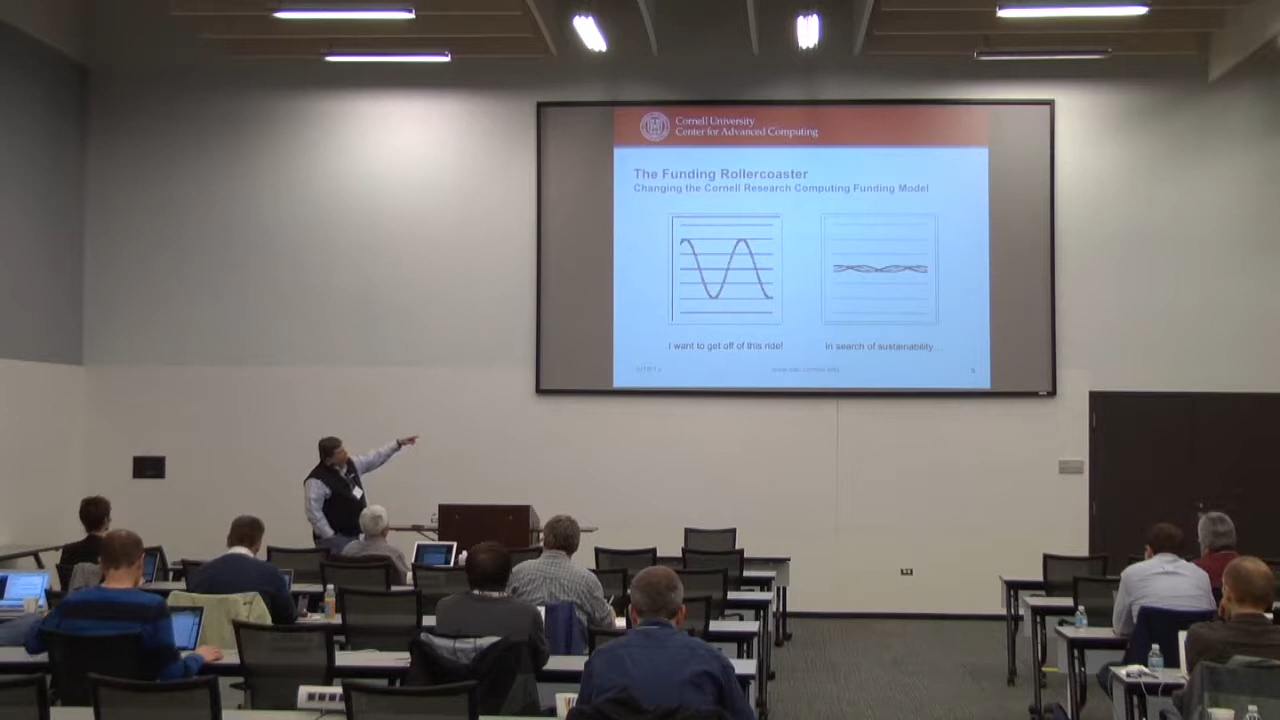 Cornell University
Center for Advanced Computing
The Funding Rollercoaster
Changing the Cornell Research Computing Funding Model
I want to get off of this ride!
In search of sustainability…